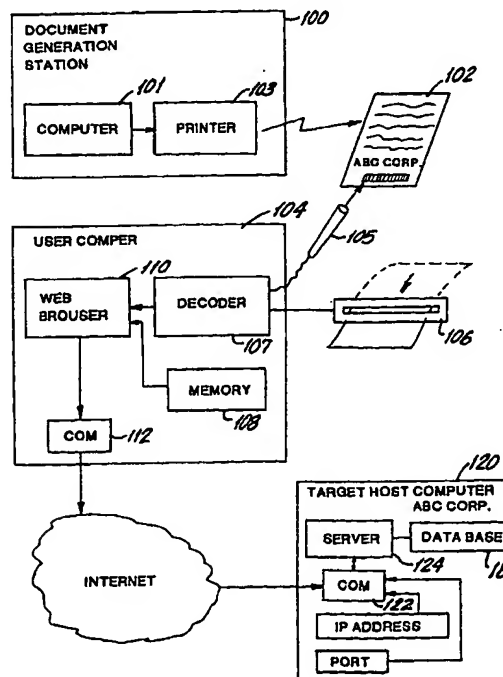 DOCUMENT
GENERATION
STATION
100
101
103
COMPUTER
PRINTER
102
ABC CORP.
104
105
USER COMPER
110
WEB
BROUSER
DECODER
107
106
MEMORY
108
COM
112
120
TARGET HOST COMPUTER
ABC CORP.
SERVER
DATA BASE
124
INTERNET
COM
122
IP ADDRESS
PORT